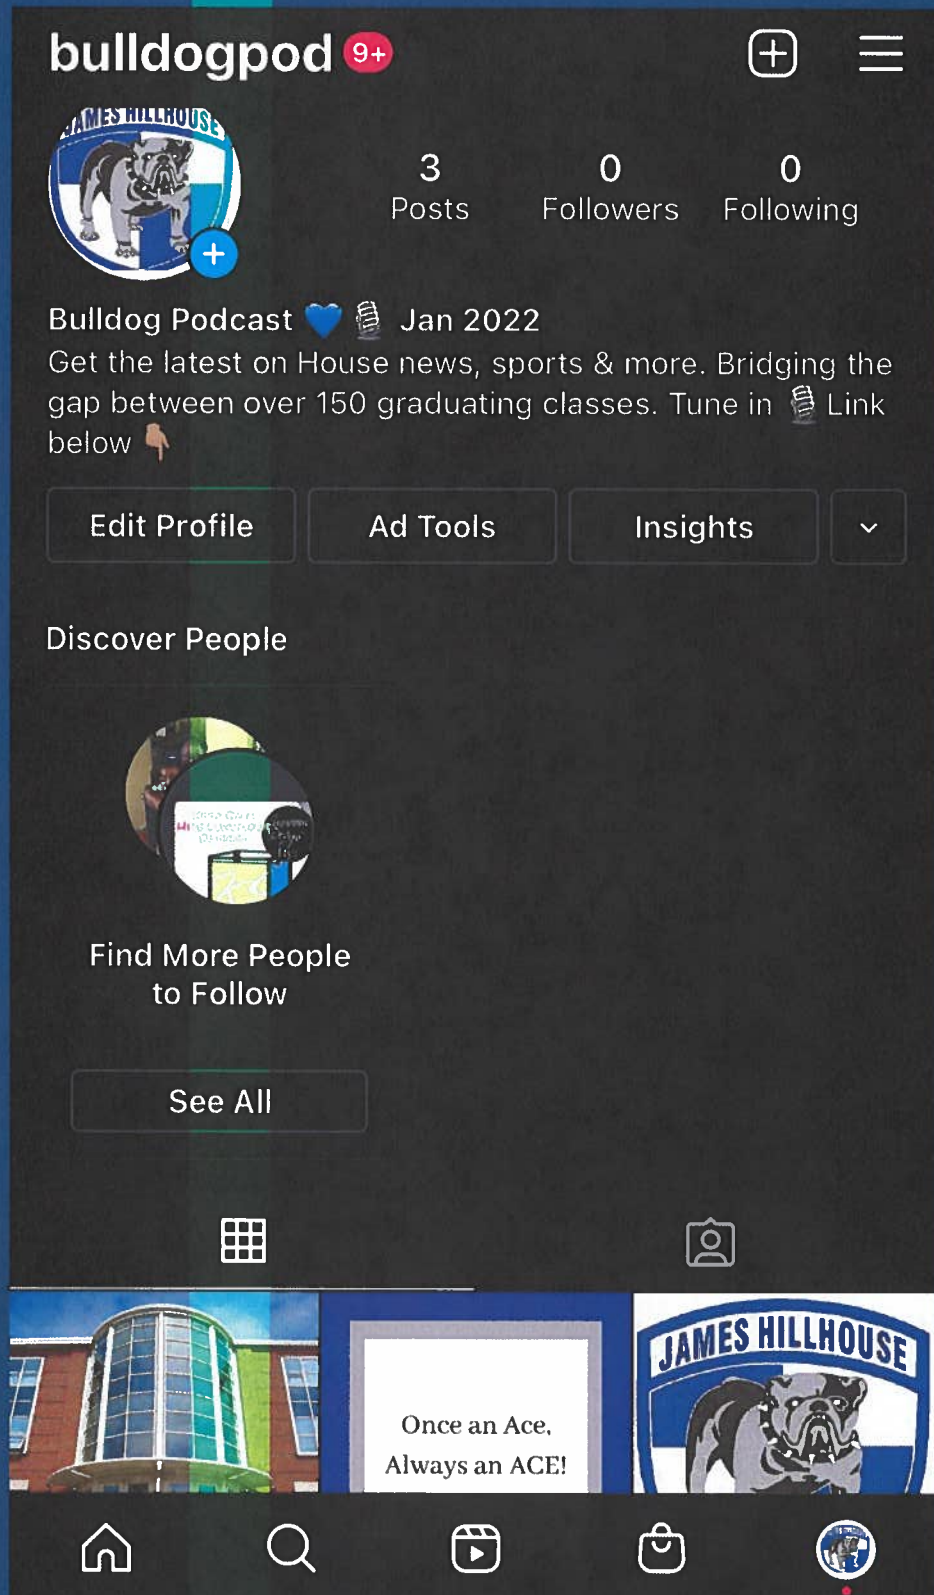 bulldogpod 9+
JAMES HILLHOUSE
3
Posts
0
Followers
0
Following
Bulldog Podcast 💙 🎙 Jan 2022
Get the latest on House news, sports & more. Bridging the
gap between over 150 graduating classes. Tune in 🎙 Link
below 👇🏽
Edit Profile
Ad Tools
Insights
Discover People
Find More People
to Follow
See All
Once an Ace,
Always an ACE!
JAMES HILLHOUSE